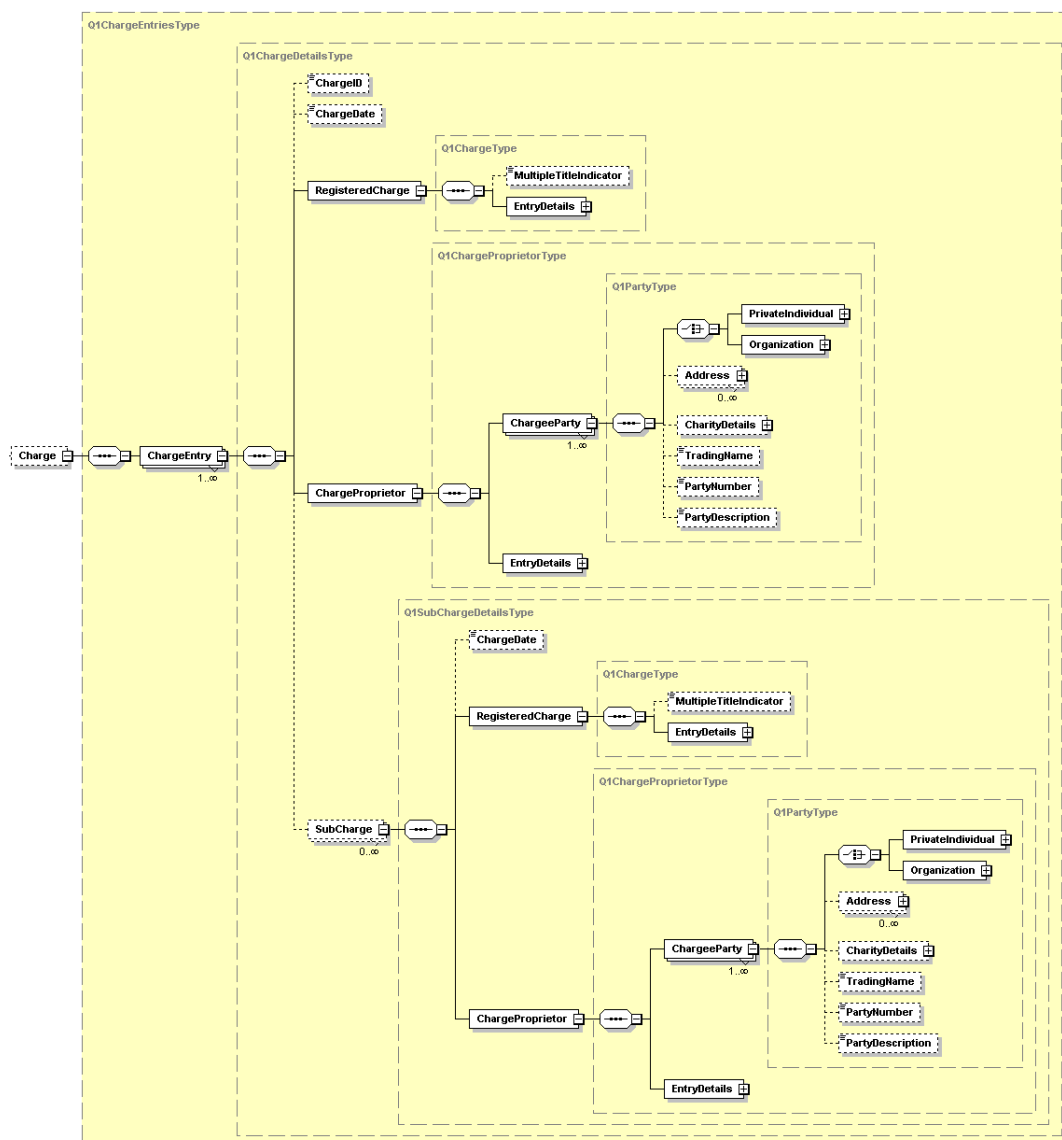 Q1ChargeEntriesType
Q1ChargeDetailsType
ChargeID
ChargeDate
Q1ChargeType
RegisteredCharge
MultipleTitleIndicator
EntryDetails
Q1ChargeProprietorType
Q1PartyType
PrivateIndividual
Organization
Address
0..∞
ChargeeParty
1..∞
CharityDetails
TradingName
PartyNumber
PartyDescription
Charge
ChargeEntry
1..∞
ChargeProprietor
EntryDetails
Q1SubChargeDetailsType
ChargeDate
Q1ChargeType
RegisteredCharge
MultipleTitleIndicator
EntryDetails
Q1ChargeProprietorType
Q1PartyType
SubCharge
0..∞
PrivateIndividual
Organization
Address
0..∞
ChargeeParty
1..∞
CharityDetails
TradingName
PartyNumber
PartyDescription
ChargeProprietor
EntryDetails